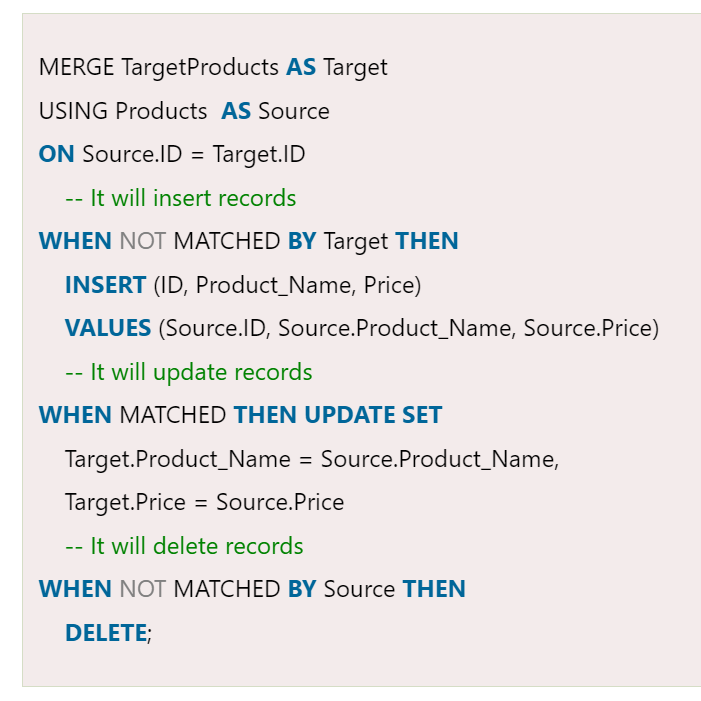 MERGE TargetProducts AS Target
USING Products  AS Source
ON Source.ID = Target.ID
-- It will insert records
WHEN NOT MATCHED BY Target THEN
INSERT (ID, Product_Name, Price)
VALUES (Source.ID, Source.Product_Name, Source.Price)
-- It will update records
WHEN MATCHED THEN UPDATE SET
Target.Product_Name = Source.Product_Name,
Target.Price = Source.Price
-- It will delete records
WHEN NOT MATCHED BY Source THEN
DELETE;